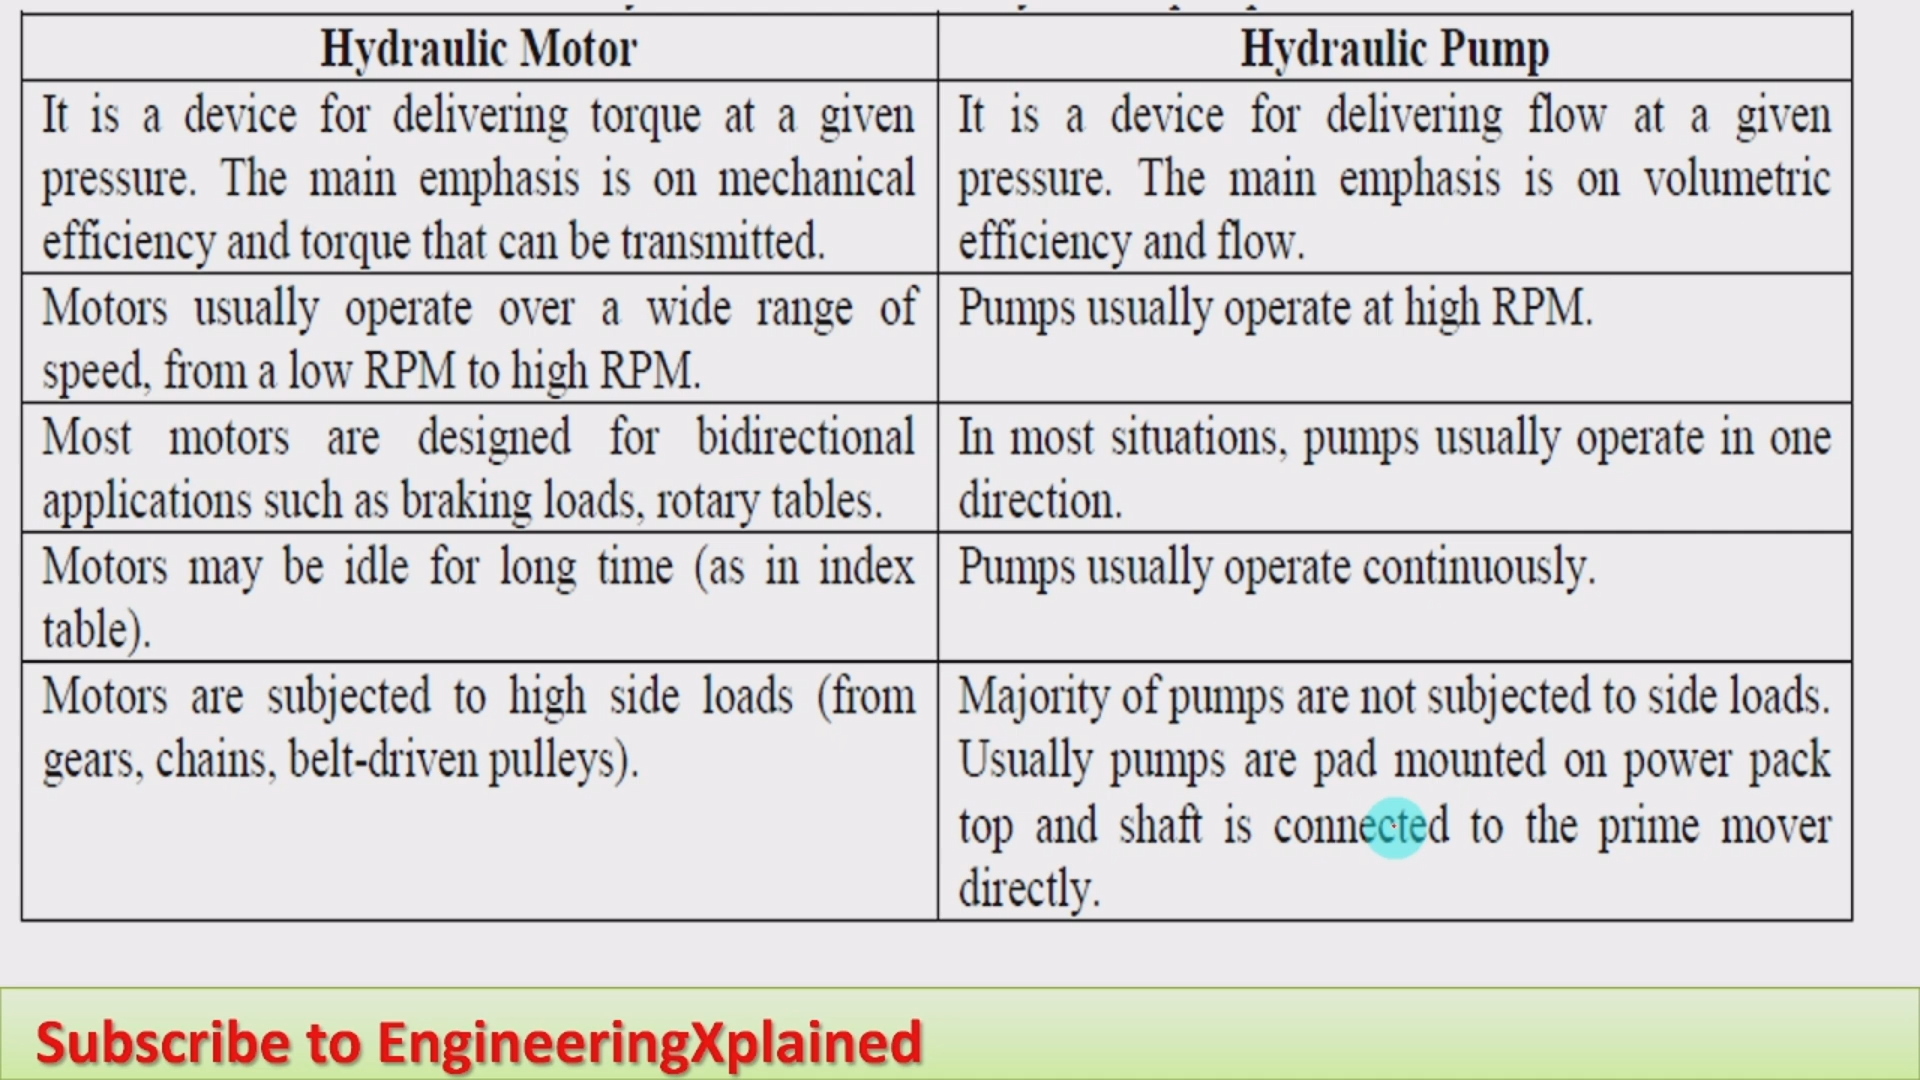 Hydraulic Motor
Hydraulic Pump
It is a device for delivering torque at a given
pressure. The main emphasis is on mechanical
efficiency and torque that can be transmitted.
It is a device for delivering flow at a given
pressure. The main emphasis is on volumetric
efficiency and flow.
Motors usually operate over a wide range of
speed, from a low RPM to high RPM.
Pumps usually operate at high RPM.
Most motors are designed for bidirectional
applications such as braking loads, rotary tables.
In most situations, pumps usually operate in one
direction.
Motors may be idle for long time (as in index
table).
Pumps usually operate continuously.
Motors are subjected to high side loads (from
gears, chains, belt-driven pulleys).
Majority of pumps are not subjected to side loads.
Usually pumps are pad mounted on power pack
top and shaft is connected to the prime mover
directly.
Subscribe to EngineeringXplained